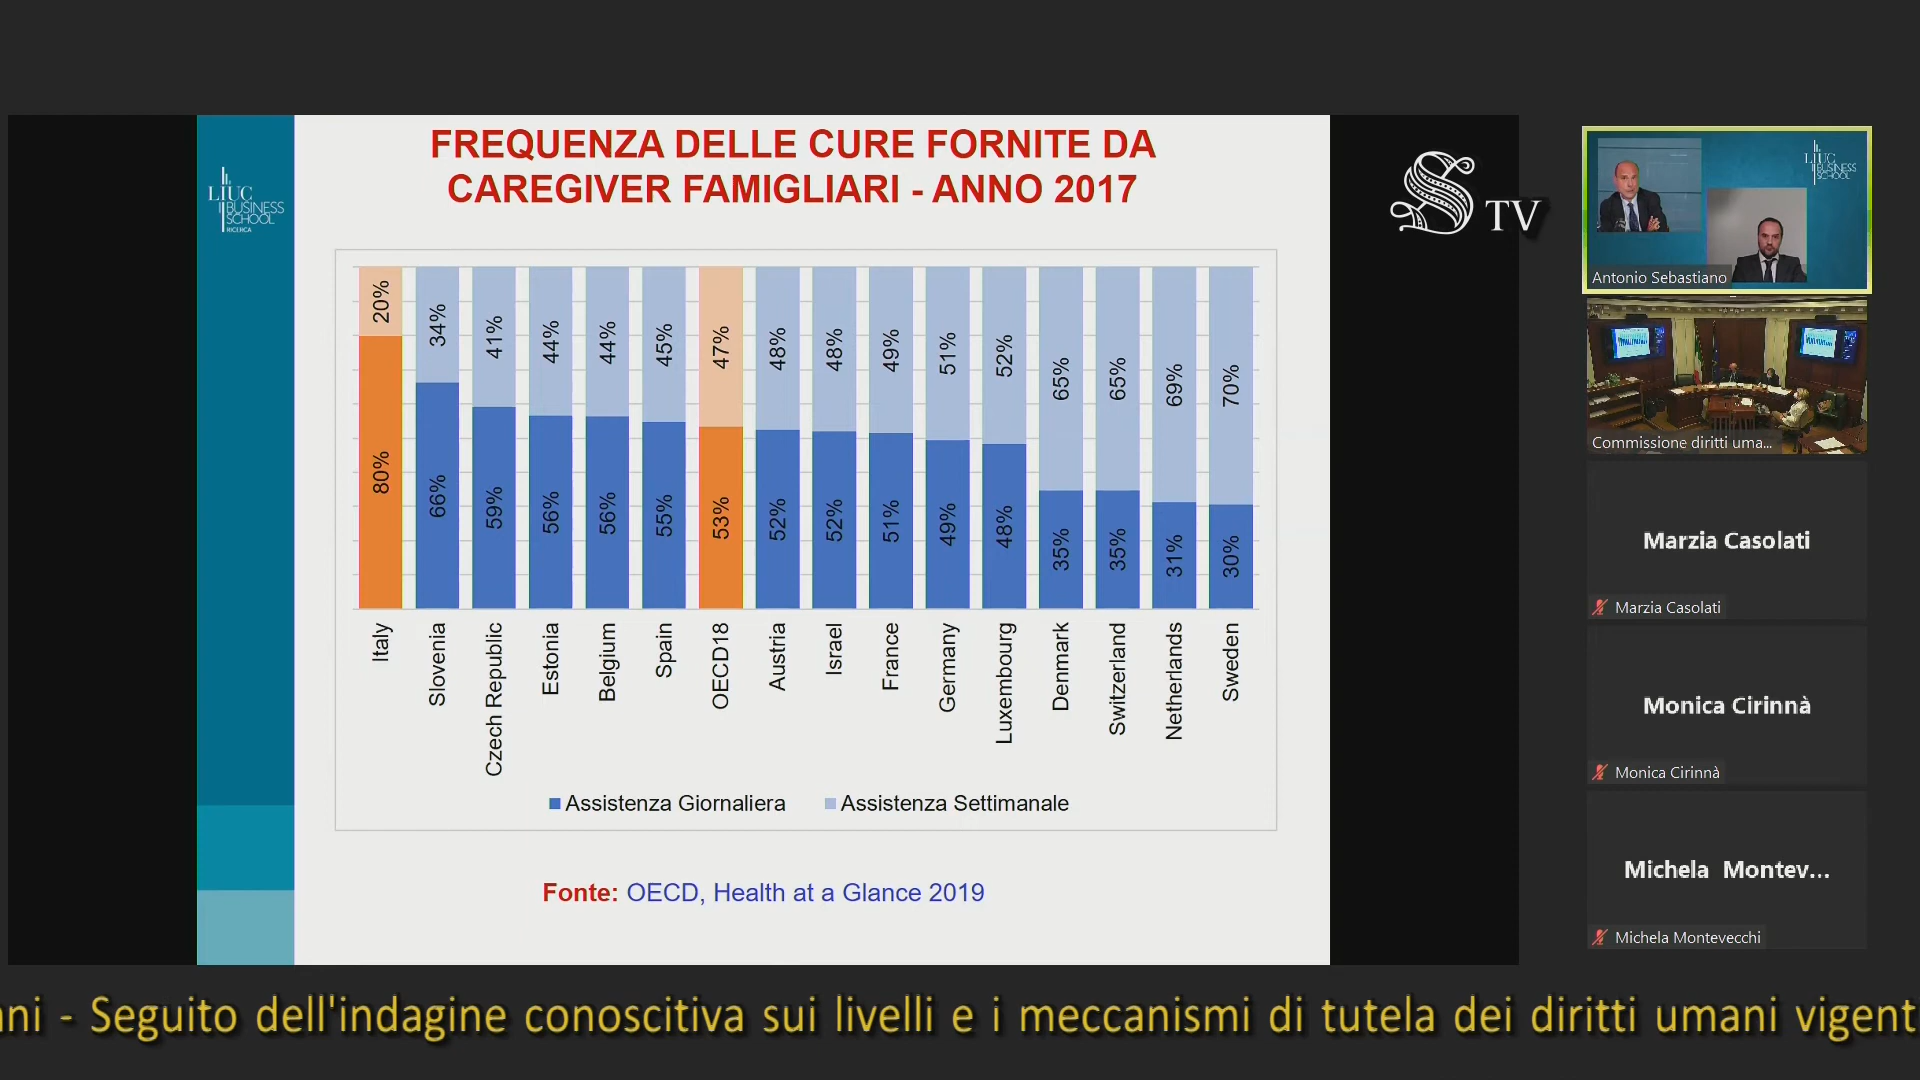 LIUC
BUSINESS
SCHOOL
RICERCA
FREQUENZA DELLE CURE FORNITE DA
CAREGIVER FAMIGLIARI - ANNO 2017
20% 34% 41% 44% 44% 45% 47% 48% 48% 49% 51% 52% 65% 65% 69% 70%
80% 66% 59% 56% 56% 55% 53% 52% 52% 51% 49% 48% 35% 35% 31% 30%
Italy Slovenia Czech Republic Estonia Belgium Spain OECD18 Austria Israel France Germany Luxembourg Denmark Switzerland Netherlands Sweden
Assistenza Giornaliera Assistenza Settimanale
Fonte: OECD, Health at a Glance 2019
S TV
LIUC
BUSINESS
SCHOOL
Antonio Sebastiano
Commissione diritti uma...
Marzia Casolati
Marzia Casolati
Monica Cirinnà
Monica Cirinnà
Michela Montev...
Michela Montevecchi
ani - Seguito dell'indagine conoscitiva sui livelli e i meccanismi di tutela dei diritti umani vigent